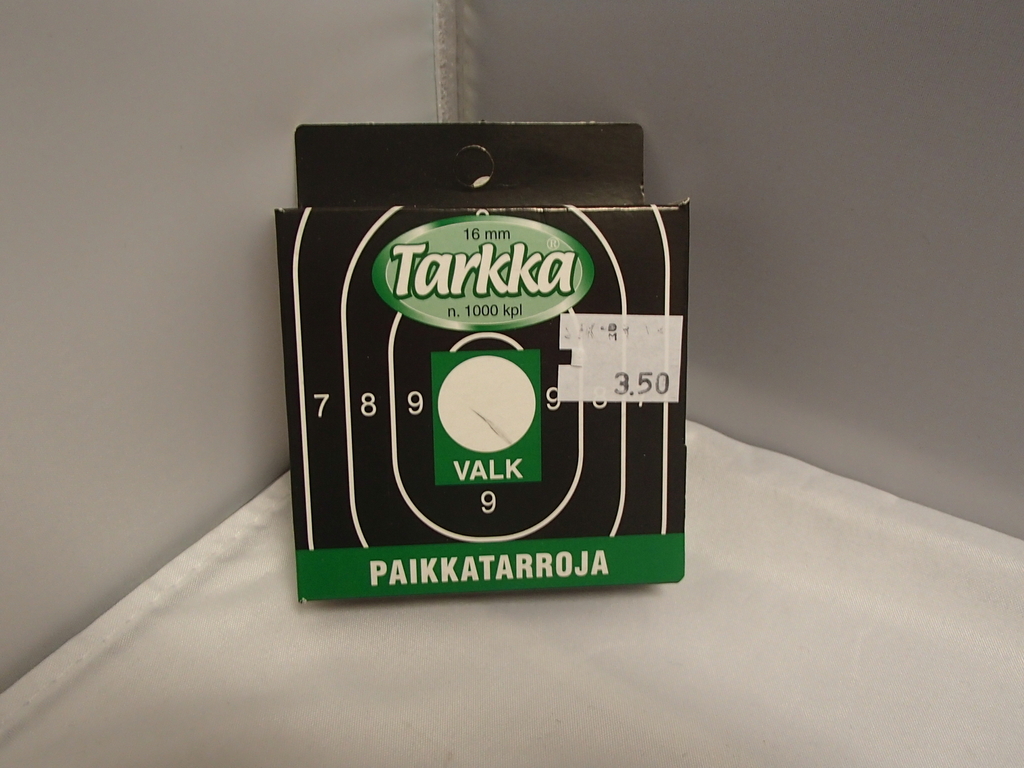 16 mm
Tarkka®
n. 1000 kpl
3.50
7 8 9 9
VALK
9
PAIKKATARROJA